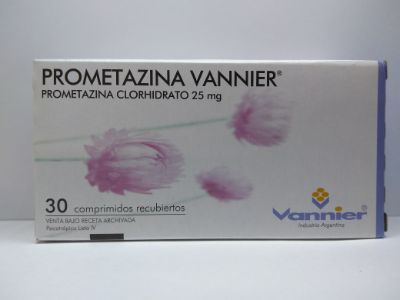 PROMETAZINA VANNIER®
PROMETAZINA CLORHIDRATO 25 mg
30 comprimidos recubiertos
VENTA BAJO RECETA ARCHIVADA
Psicotrópico Lista IV
Vannier®
Industria Argentina